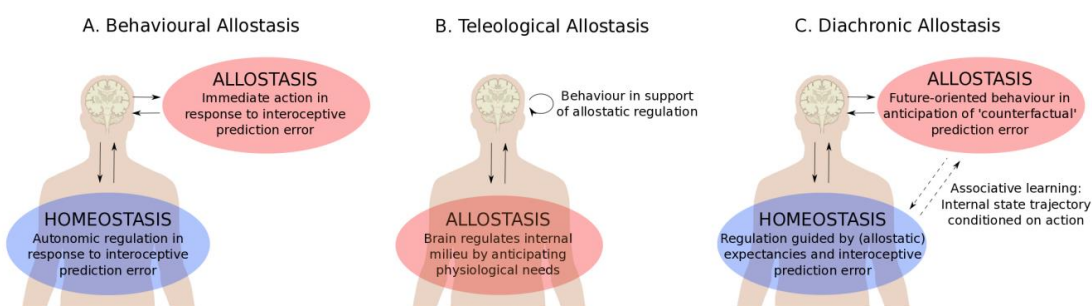 A. Behavioural Allostasis
ALLOSTASIS
Immediate action in
response to interoceptive
prediction error
HOMEOSTASIS
Autonomic regulation in
response to interoceptive
prediction error
B. Teleological Allostasis
Behaviour in support
of allostatic regulation
ALLOSTASIS
Brain regulates internal
milieu by anticipating
physiological needs
C. Diachronic Allostasis
ALLOSTASIS
Future-oriented behaviour in
anticipation of 'counterfactual'
prediction error
Associative learning:
Internal state trajectory
conditioned on action
HOMEOSTASIS
Regulation guided by (allostatic)
expectancies and interoceptive
prediction error